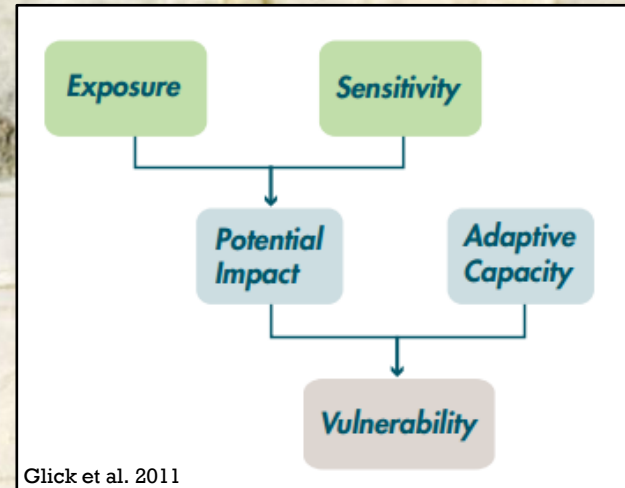 Exposure
Sensitivity
Potential
Impact
Adaptive
Capacity
Vulnerability
Glick et al. 2011